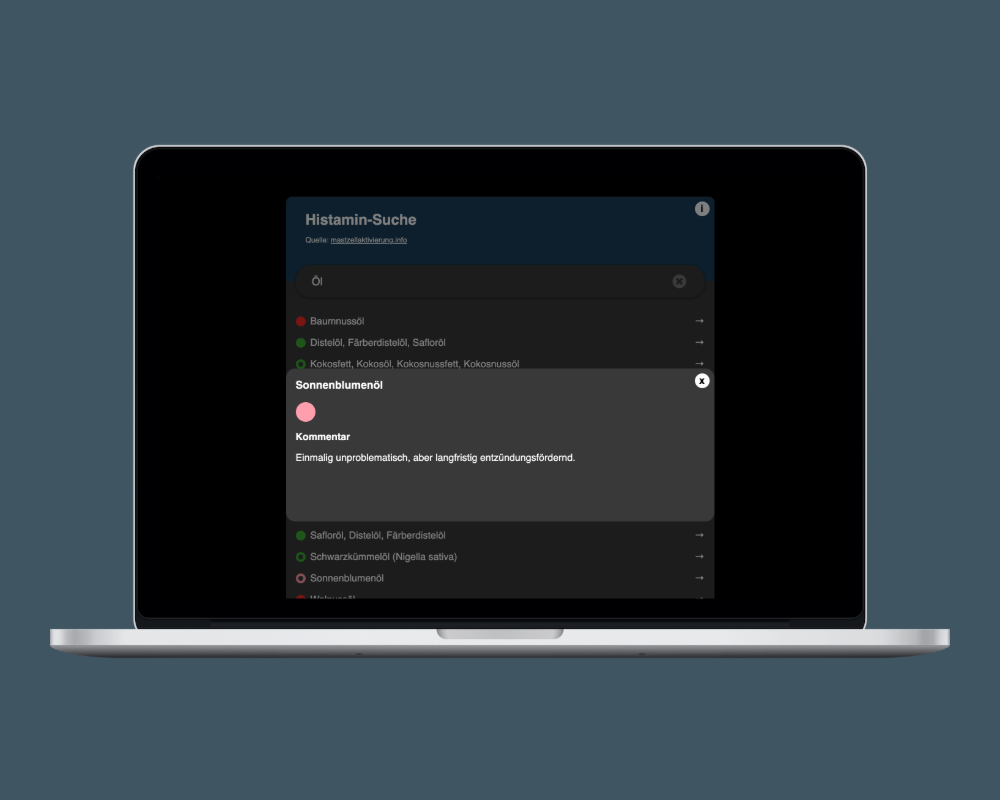 Histamin-Suche
i
Quelle: mastzellaktivierung.info
Öl
Baumnussöl →
Distelöl, Färberdistelöl, Safloröl →
Kokosfett, Kokosöl, Kokosnussfett, Kokosnussöl →
Sonnenblumenöl
x
Kommentar
Einmalig unproblematisch, aber langfristig entzündungsfördernd.
Safloröl, Distelöl, Färberdistelöl →
Schwarzkümmelöl (Nigella sativa) →
Sonnenblumenöl →
Walnussöl